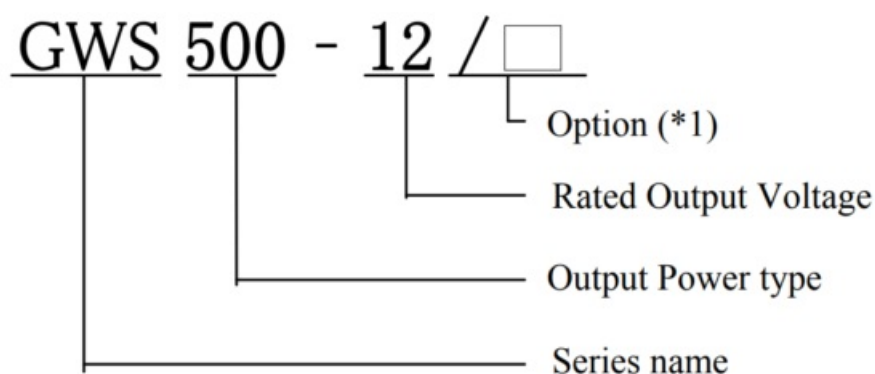 GWS 500 - 12 / □
Option (*1)
Rated Output Voltage
Output Power type
Series name